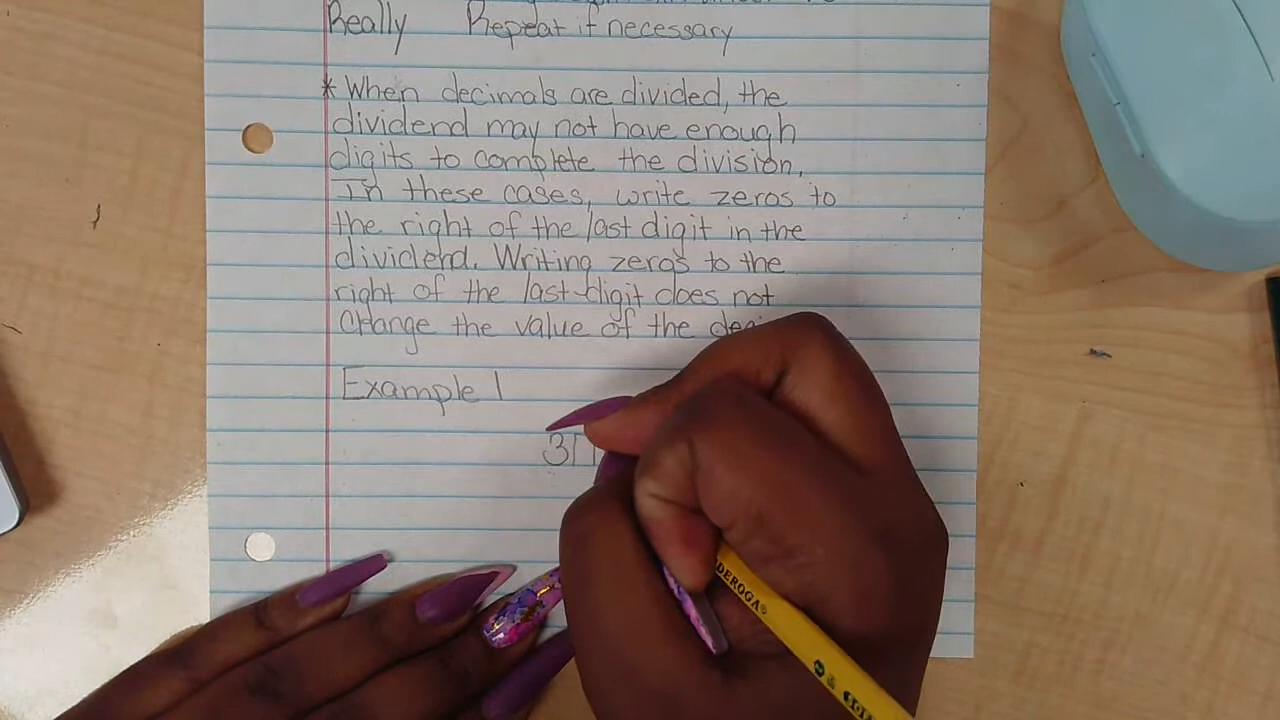 Really Repeat if necessary
* When decimals are divided, the
dividend may not have enough
digits to complete the division.
In these cases, write zeros to
the right of the last digit in the
dividend. Writing zeros to the
right of the last digit does not
Change the value of the
Example 1
3